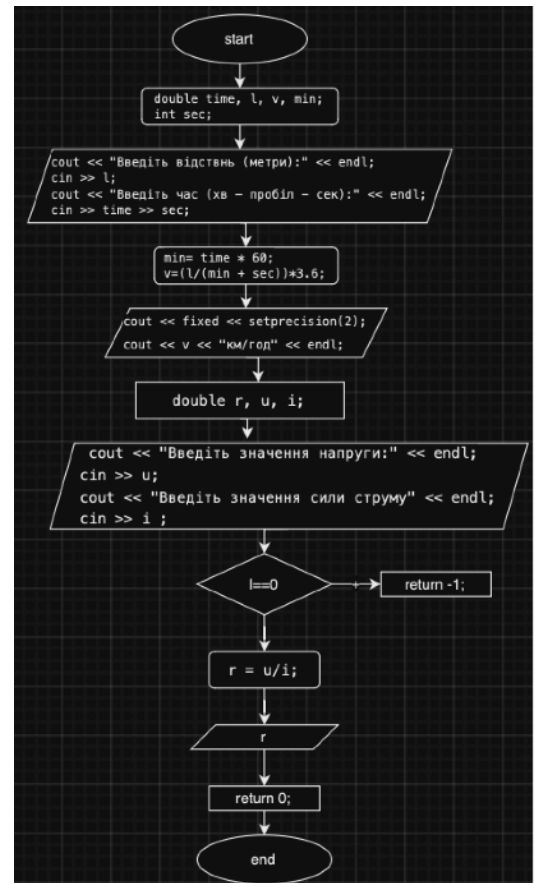 start
double time, l, v, min;
int sec;
cout << "Введіть відствнь (метри):" << endl;
cin >> l;
cout << "Введіть час (хв – пробіл – сек):" << endl;
cin >> time >> sec;
min= time * 60;
v=(l/(min + sec))*3.6;
cout << fixed << setprecision(2);
cout << v << "км/год" << endl;
double r, u, i;
cout << "Введіть значення напруги:" << endl;
cin >> u;
cout << "Введіть значення сили струму" << endl;
cin >> i ;
l==0
+
return -1;
r = u/i;
r
return 0;
end